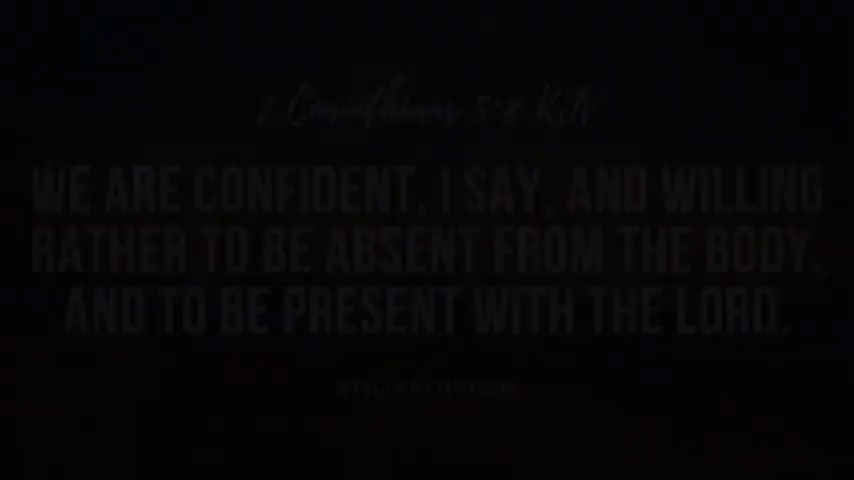 2 Corinthians 5:8 KJV
WE ARE CONFIDENT, I SAY, AND WILLING
RATHER TO BE ABSENT FROM THE BODY,
AND TO BE PRESENT WITH THE LORD.